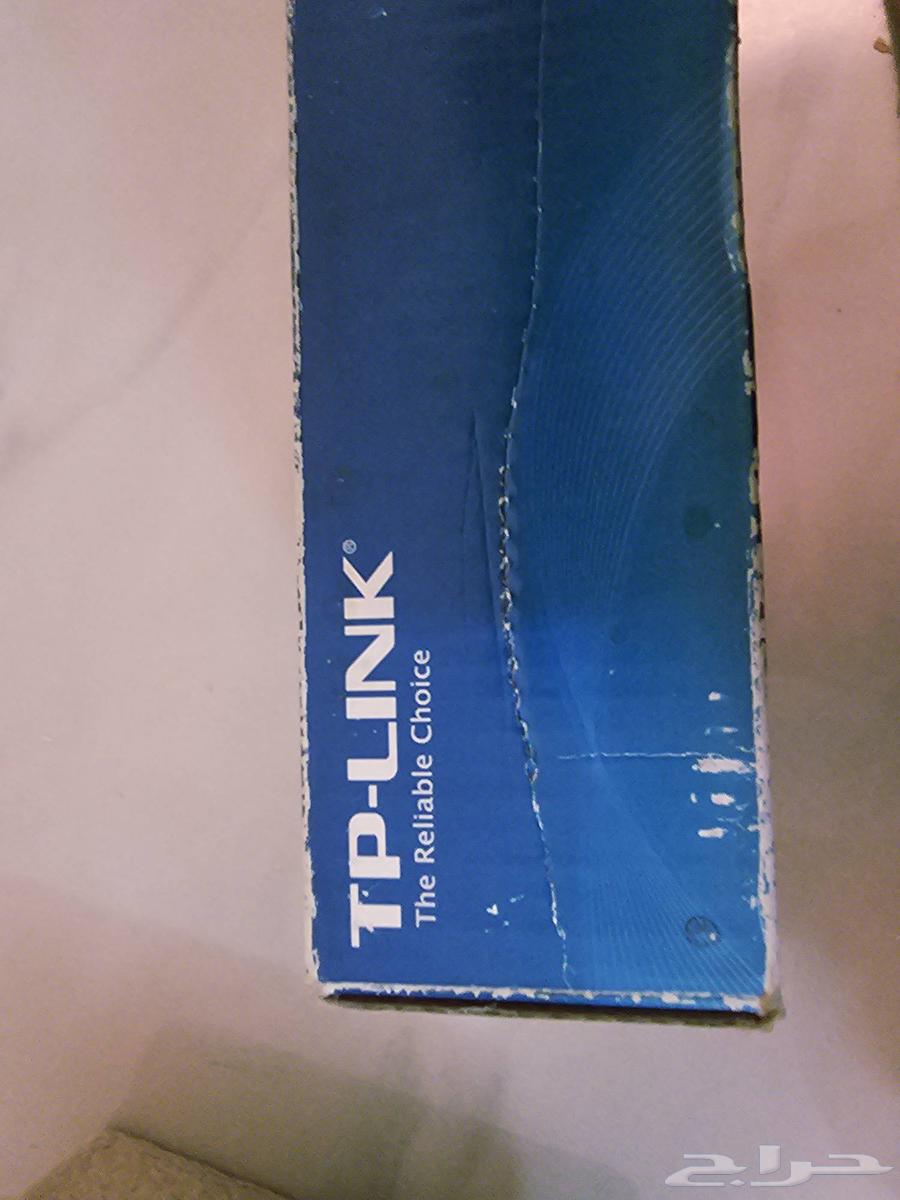 TP-LINK®
The Reliable Choice
حراج